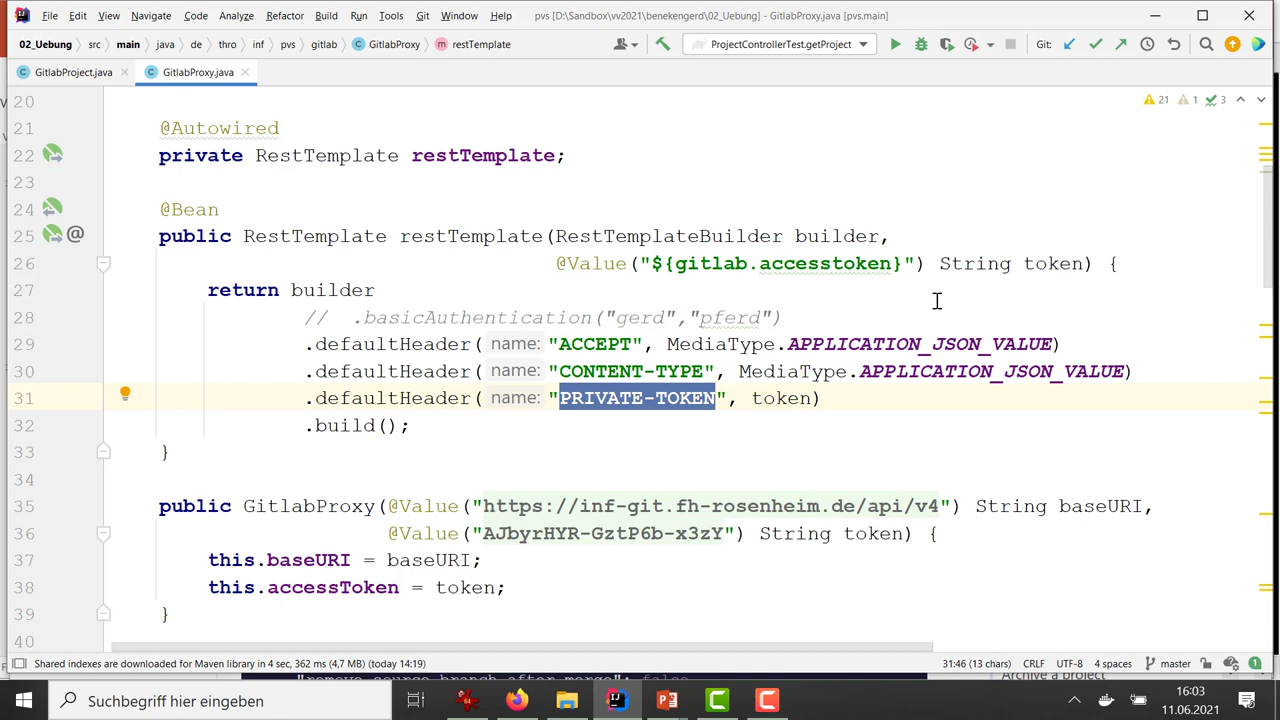 File Edit View Navigate Code Analyze Refactor Build Run Tools Git Window Help pvs [D:\Sandbox\vv2021\benekengerd\02_Uebung] - GitlabProxy.java [pvs.main]
02_Uebung src main java de thro inf pvs gitlab GitlabProxy restTemplate ProjectControllerTest.getProject Git:
GitlabProject.java GitlabProxy.java
20 21 1 3
21 @Autowired
22 private RestTemplate restTemplate;
23
24 @Bean
25 public RestTemplate restTemplate(RestTemplateBuilder builder,
26 @Value("${gitlab.accesstoken}") String token) {
27 return builder
28 // .basicAuthentication("gerd","pferd")
29 .defaultHeader( name: "ACCEPT", MediaType.APPLICATION_JSON_VALUE)
30 .defaultHeader( name: "CONTENT-TYPE", MediaType.APPLICATION_JSON_VALUE)
31 .defaultHeader( name: "PRIVATE-TOKEN", token)
32 .build();
33 }
34
35 public GitlabProxy(@Value("https://inf-git.fh-rosenheim.de/api/v4") String baseURI,
36 @Value("AJbyrHYR-GztP6b-x3zY") String token) {
37 this.baseURI = baseURI;
38 this.accessToken = token;
39 }
40
Shared indexes are downloaded for Maven library in 4 sec, 362 ms (4,7 MB) (today 14:19) 31:46 (13 chars) CRLF UTF-8 4 spaces master 1
"remove_source_branch_after_merge": false Archive a project
Suchbegriff hier eingeben 16:03
11.06.2021